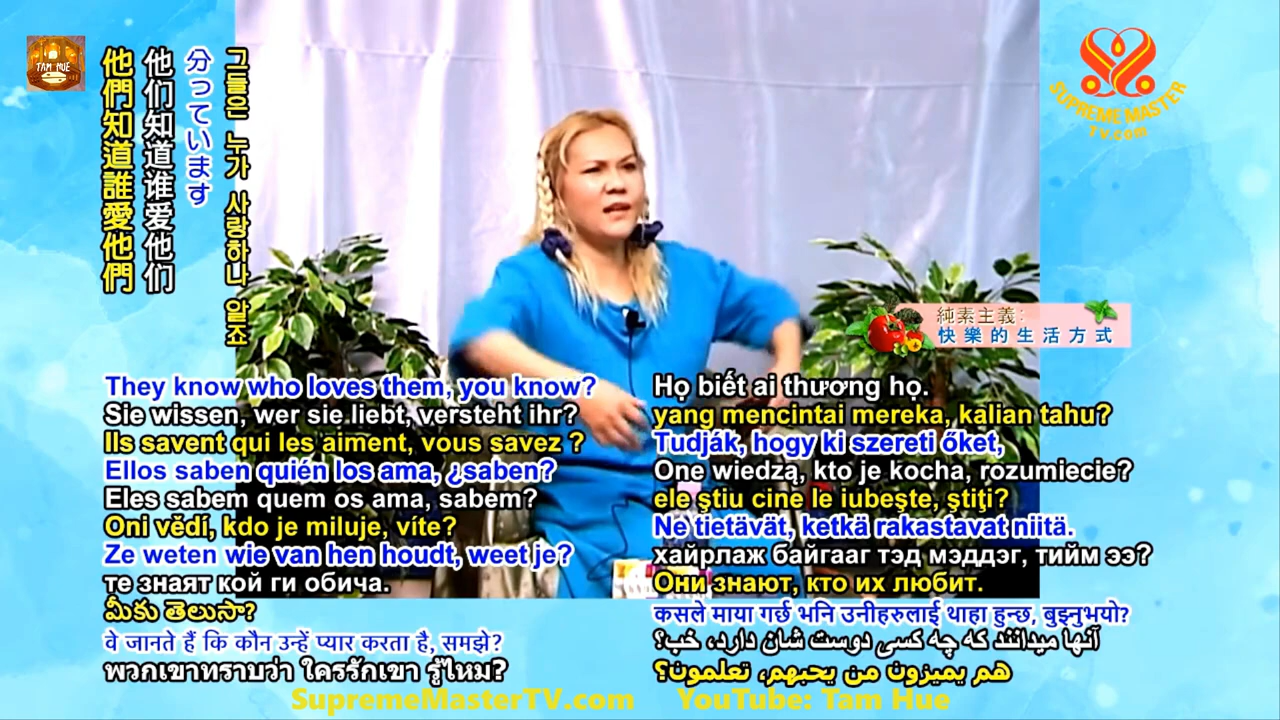 TAM HUE
他們知道誰愛他們
他们知道谁爱他们
分っています
그들은 누가 사랑하나 알죠
SUPREME MASTER
TV.com
純素主義:
快樂的生活方式
They know who loves them, you know?
Sie wissen, wer sie liebt, versteht ihr?
Ils savent qui les aiment, vous savez ?
Ellos saben quién los ama, ¿saben?
Eles sabem quem os ama, sabem?
Oni vědí, kdo je miluje, víte?
Ze weten wie van hen houdt, weet je?
те знаят кой ги обича.
మీకు తెలుసా?
वे जानते हैं कि कौन उन्हें प्यार करता है, समझे?
พวกเขาทราบว่า ใครรักเขา รู้ไหม?
Họ biết ai thương họ.
yang mencintai mereka, kalian tahu?
Tudják, hogy ki szereti őket,
One wiedzą, kto je kocha, rozumiecie?
ele ştiu cine le iubeşte, ştiţi?
Ne tietävät, ketkä rakastavat niitä.
хайрлаж байгааг тэд мэддэг, тийм ээ?
Они знают, кто их любит.
कसले माया गर्छ भनि उनीहरुलाई थाहा हुन्छ, बुझ्नुभयो?
آنها میدانند که چه کسی دوست شان دارد، خب؟
هم يميزون من يحبهم، تعلمون؟
SupremeMasterTV.com YouTube: Tam Hue